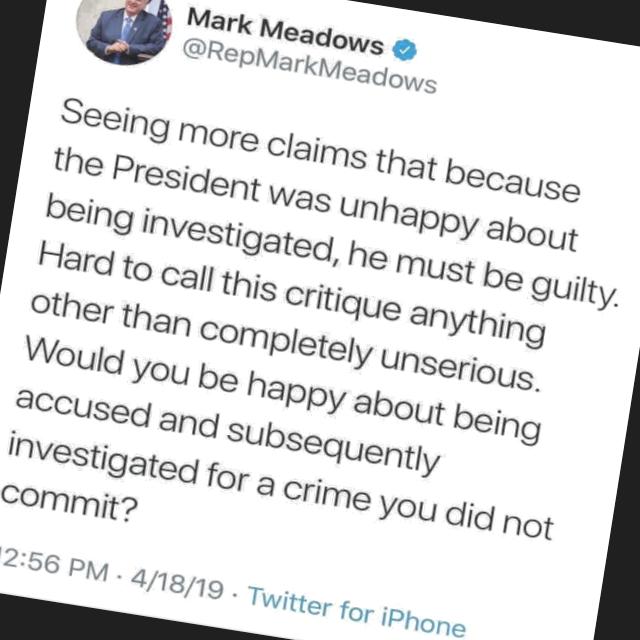 Mark Meadows
@RepMarkMeadows
Seeing more claims that because
the President was unhappy about
being investigated, he must be guilty.
Hard to call this critique anything
other than completely unserious.
Would you be happy about being
accused and subsequently
investigated for a crime you did not
commit?
2:56 PM · 4/18/19 · Twitter for iPhone